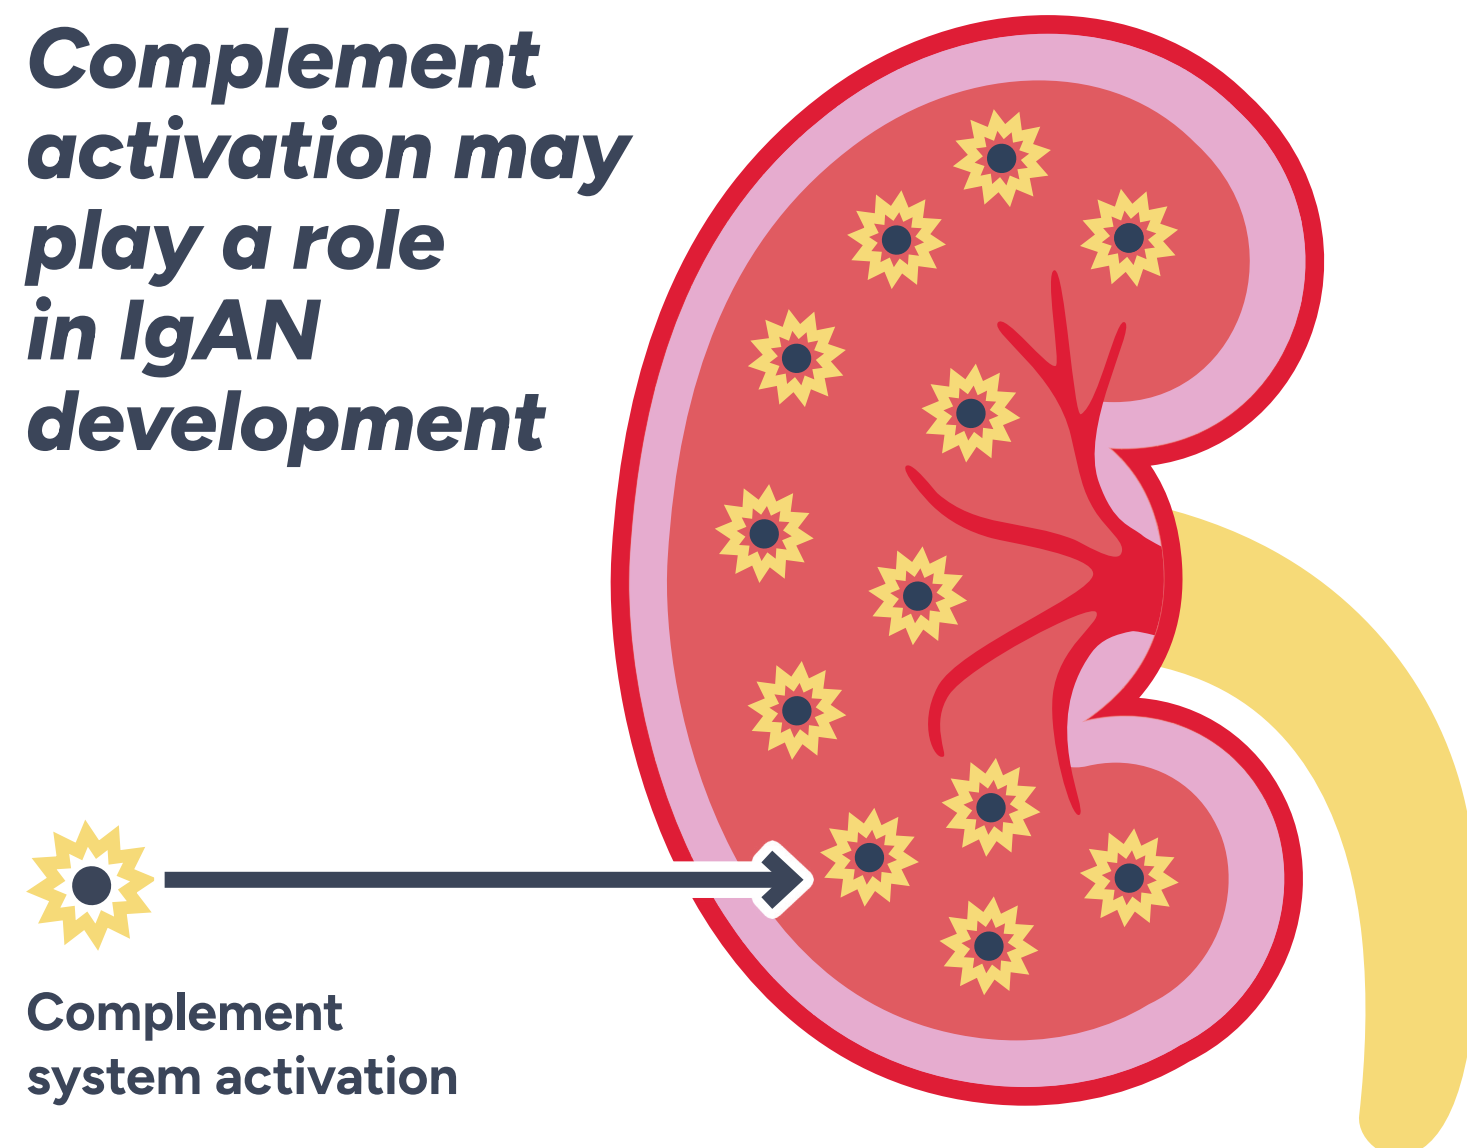 Complement
activation may
play a role
in IgAN
development
Complement
system activation